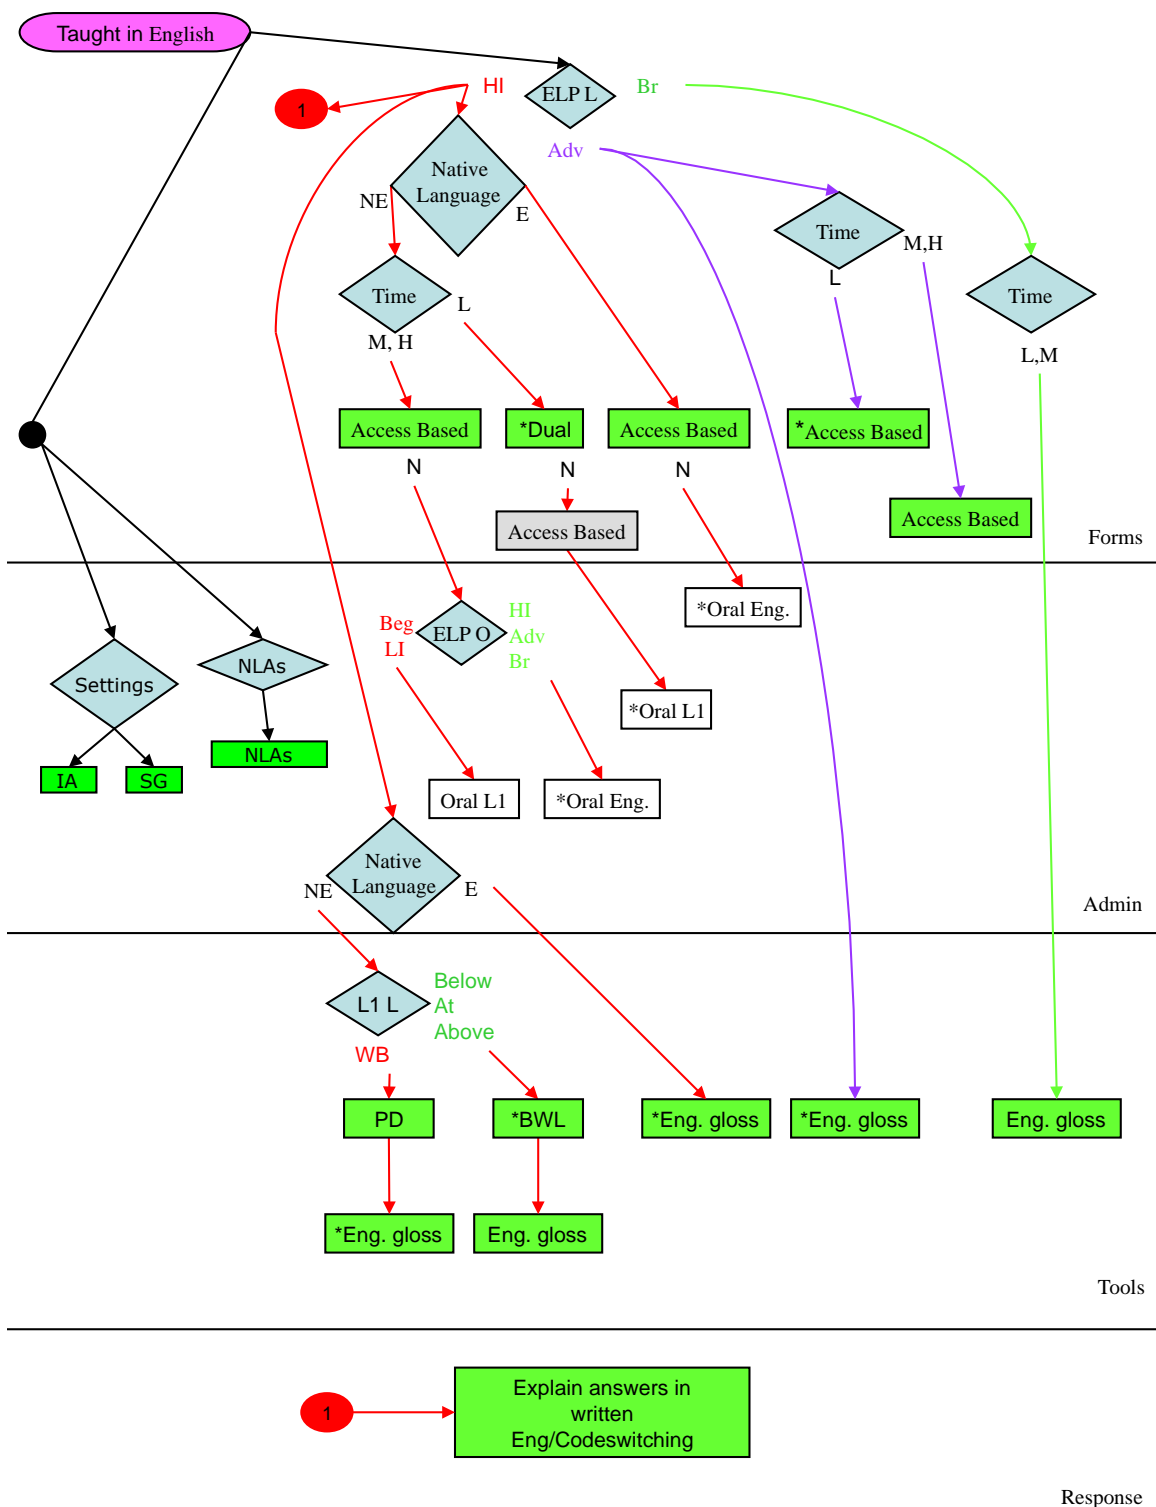 Taught in English
HI
ELP L
Br
1
Adv
Native
Language
NE
E
Time
M,H
L
Time
L
M, H
Time
L,M
Access Based
*Dual
Access Based
*Access Based
N
N
N
Access Based
Access Based
Forms
*Oral Eng.
Beg
LI
ELP O
HI
Adv
Br
Settings
NLAs
*Oral L1
NLAs
IA
SG
Oral L1
*Oral Eng.
Native
Language
NE
E
Admin
L1 L
Below
At
Above
WB
PD
*BWL
*Eng. gloss
*Eng. gloss
Eng. gloss
*Eng. gloss
Eng. gloss
Tools
1
Explain answers in
written
Eng/Codeswitching
Response